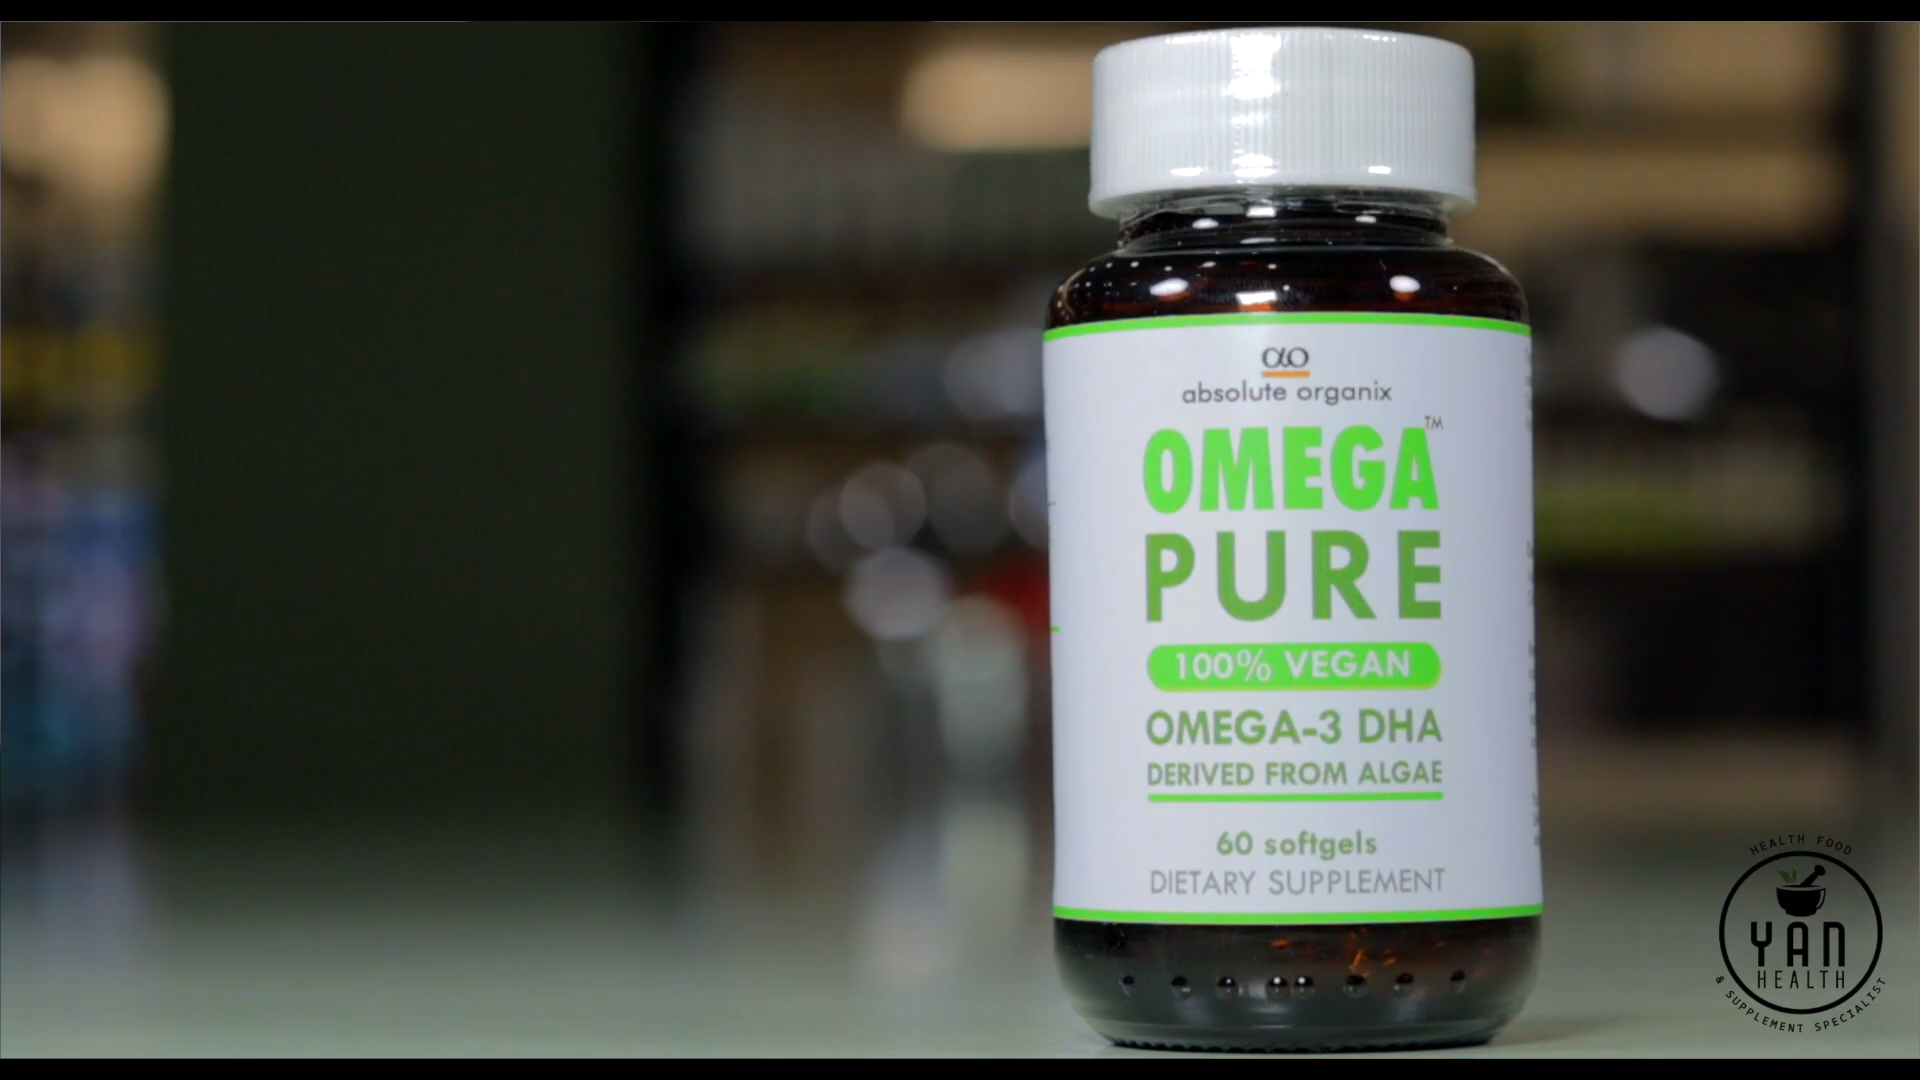 αo
absolute organix
OMEGA™
PURE
100% VEGAN
OMEGA-3 DHA
DERIVED FROM ALGAE
60 softgels
DIETARY SUPPLEMENT
HEALTH FOOD
YAN
HEALTH
& SUPPLEMENT SPECIALIST